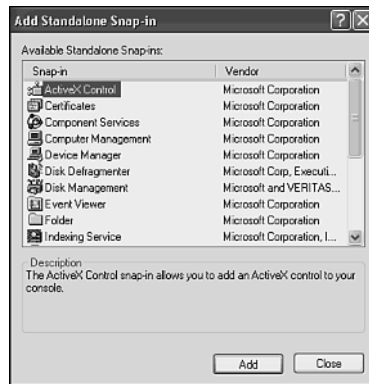 Add Standalone Snap-in
Available Standalone Snap-ins:
Snap-in Vendor
ActiveX Control Microsoft Corporation
Certificates Microsoft Corporation
Component Services Microsoft Corporation
Computer Management Microsoft Corporation
Device Manager Microsoft Corporation
Disk Defragmenter Microsoft Corp, Executi...
Disk Management Microsoft and VERITAS...
Event Viewer Microsoft Corporation
Folder Microsoft Corporation
Indexing Service Microsoft Corporation, I...
Description
The ActiveX Control snap-in allows you to add an ActiveX control to your
console.
Add Close